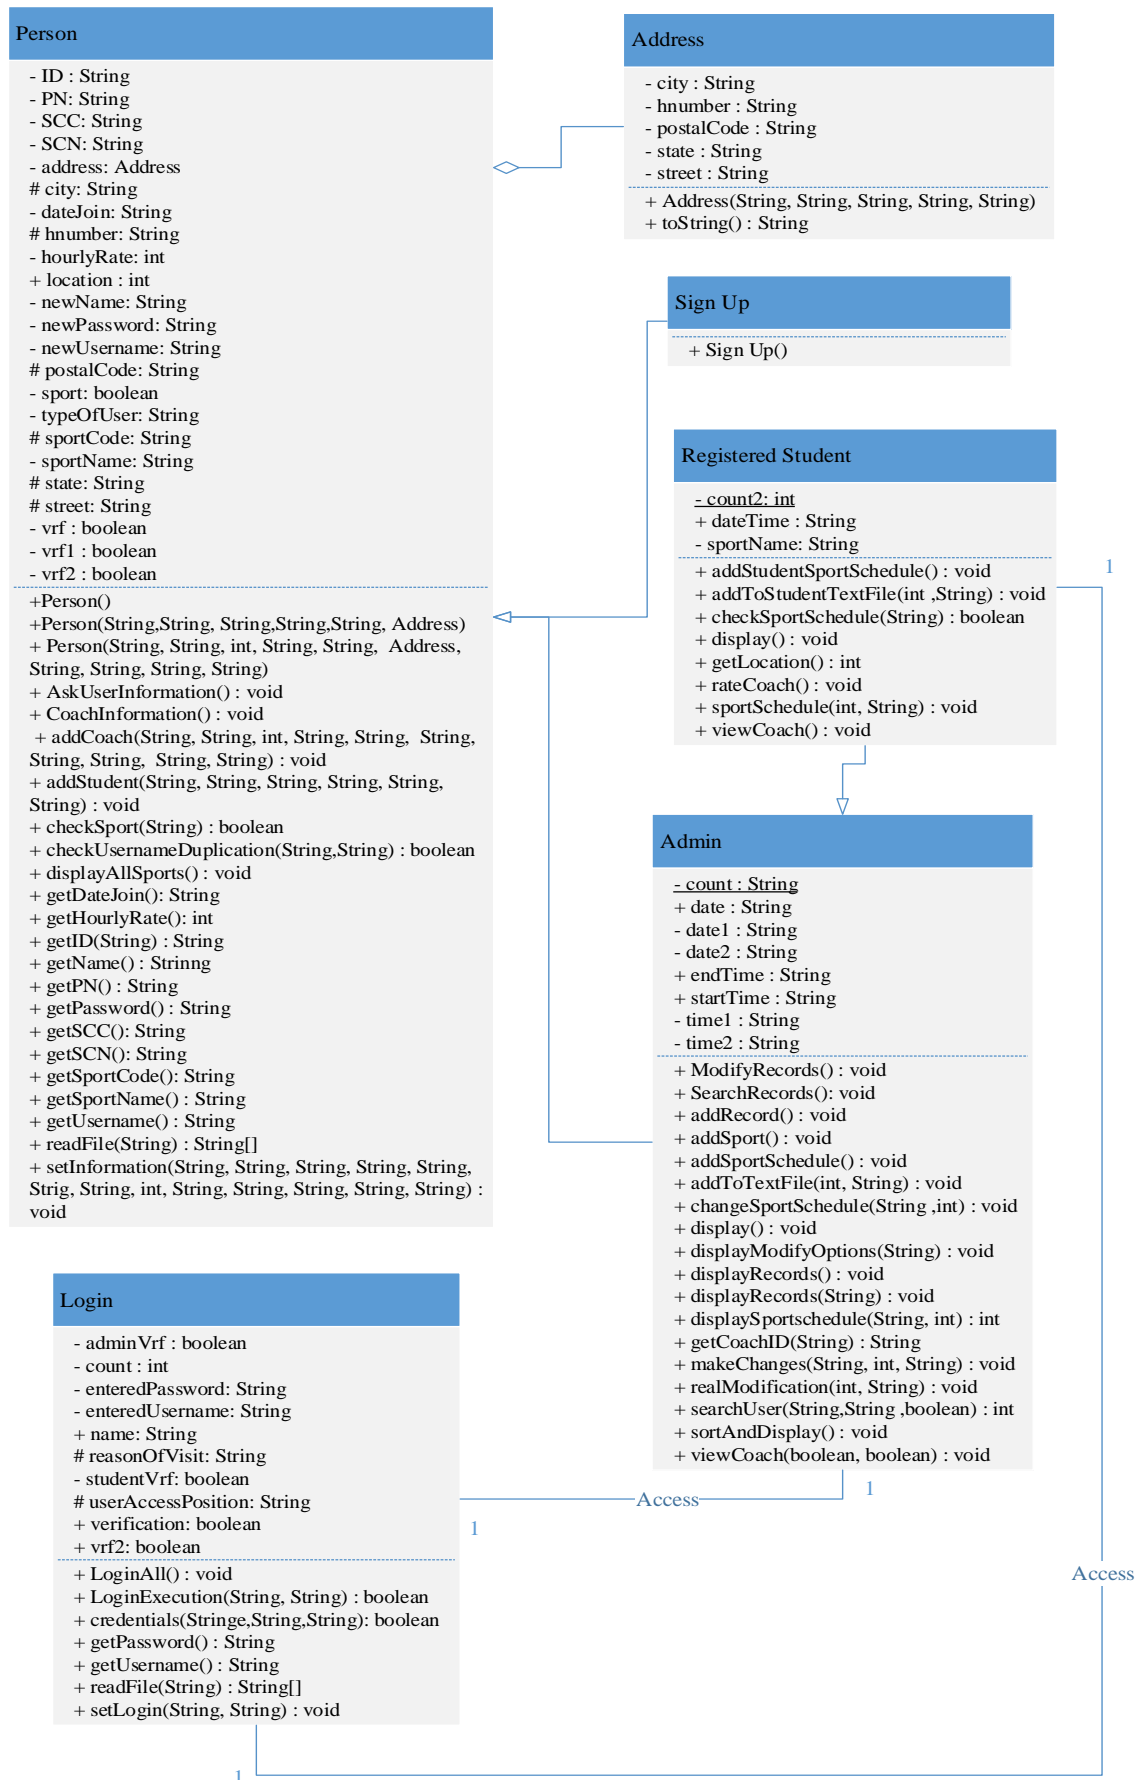 Person
- ID : String
- PN: String
- SCC: String
- SCN: String
- address: Address
# city: String
- dateJoin: String
# hnumber: String
- hourlyRate: int
+ location : int
- newName: String
- newPassword: String
- newUsername: String
# postalCode: String
- sport: boolean
- typeOfUser: String
# sportCode: String
- sportName: String
# state: String
# street: String
- vrf : boolean
- vrf1 : boolean
- vrf2 : boolean
+Person()
+Person(String,String, String,String,String, Address)
+ Person(String, String, int, String, String, Address,
String, String, String, String)
+ AskUserInformation() : void
+ CoachInformation() : void
+ addCoach(String, String, int, String, String, String,
String, String, String, String) : void
+ addStudent(String, String, String, String, String,
String) : void
+ checkSport(String) : boolean
+ checkUsernameDuplication(String,String) : boolean
+ displayAllSports() : void
+ getDateJoin(): String
+ getHourlyRate(): int
+ getID(String) : String
+ getName() : Strinng
+ getPN() : String
+ getPassword() : String
+ getSCC(): String
+ getSCN(): String
+ getSportCode(): String
+ getSportName() : String
+ getUsername() : String
+ readFile(String) : String[]
+ setInformation(String, String, String, String, String,
Strig, String, int, String, String, String, String, String) :
void
Address
- city : String
- hnumber : String
- postalCode : String
- state : String
- street : String
+ Address(String, String, String, String, String)
+ toString() : String
Sign Up
+ Sign Up()
Registered Student
- count2: int
+ dateTime : String
- sportName: String
+ addStudentSportSchedule() : void
+ addToStudentTextFile(int ,String) : void
+ checkSportSchedule(String) : boolean
+ display() : void
+ getLocation() : int
+ rateCoach() : void
+ sportSchedule(int, String) : void
+ viewCoach() : void
1
Admin
- count : String
+ date : String
- date1 : String
- date2 : String
+ endTime : String
+ startTime : String
- time1 : String
- time2 : String
+ ModifyRecords() : void
+ SearchRecords(): void
+ addRecord() : void
+ addSport() : void
+ addSportSchedule() : void
+ addToTextFile(int, String) : void
+ changeSportSchedule(String ,int) : void
+ display() : void
+ displayModifyOptions(String) : void
+ displayRecords() : void
+ displayRecords(String) : void
+ displaySportschedule(String, int) : int
+ getCoachID(String) : String
+ makeChanges(String, int, String) : void
+ realModification(int, String) : void
+ searchUser(String,String ,boolean) : int
+ sortAndDisplay() : void
+ viewCoach(boolean, boolean) : void
1
Access
1
Login
- adminVrf : boolean
- count : int
- enteredPassword: String
- enteredUsername: String
+ name: String
# reasonOfVisit: String
- studentVrf: boolean
# userAccessPosition: String
+ verification: boolean
+ vrf2: boolean
+ LoginAll() : void
+ LoginExecution(String, String) : boolean
+ credentials(Stringe,String,String): boolean
+ getPassword() : String
+ getUsername() : String
+ readFile(String) : String[]
+ setLogin(String, String) : void
Access
1